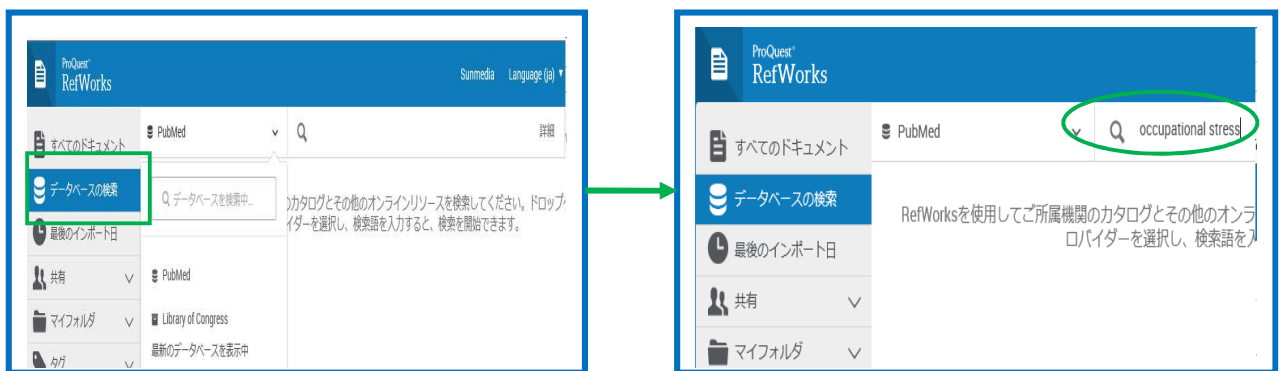 ProQuest®
RefWorks
Sunmedia Language (ja)
すべてのドキュメント
データベースの検索
最後のインポート日
共有
マイフォルダ
タグ
PubMed
詳細
データベースを検索中...
のカタログとその他のオンラインリソースを検索してください。ドロップ
イダーを選択し、検索語を入力すると、検索を開始できます。
PubMed
Library of Congress
最新のデータベースを表示中
ProQuest®
RefWorks
すべてのドキュメント
データベースの検索
最後のインポート日
共有
マイフォルダ
PubMed
occupational stress
RefWorksを使用してご所属機関のカタログとその他のオンラ
ロバイダーを選択し、検索語を入